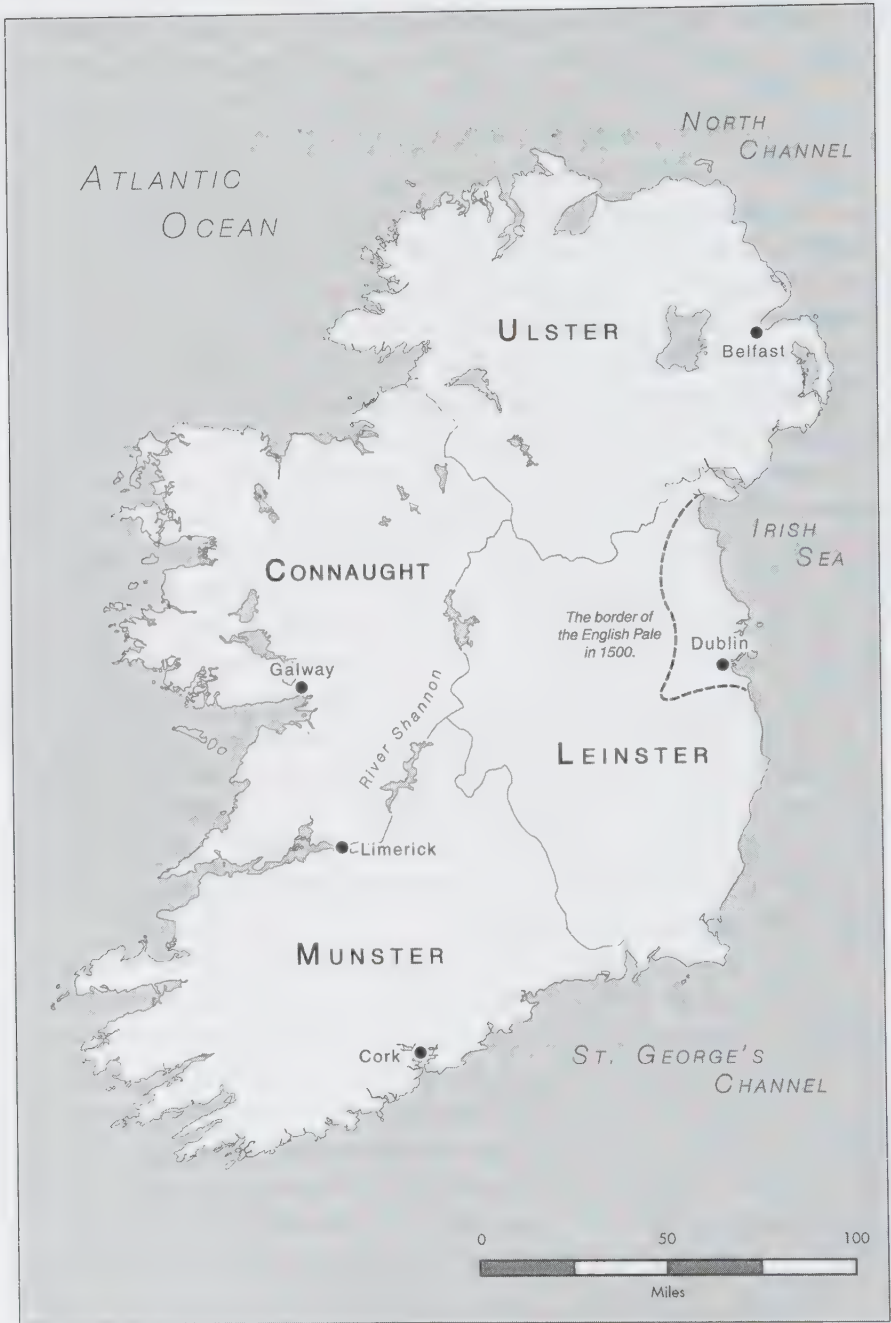 NORTH
CHANNEL
ATLANTIC
OCEAN
ULSTER
Belfast
IRISH
SEA
CONNAUGHT
The border of
the English Pale
in 1500.
Dublin
Galway
River Shannon
LEINSTER
Limerick
MUNSTER
Cork
ST. GEORGE'S
CHANNEL
0 50 100
Miles